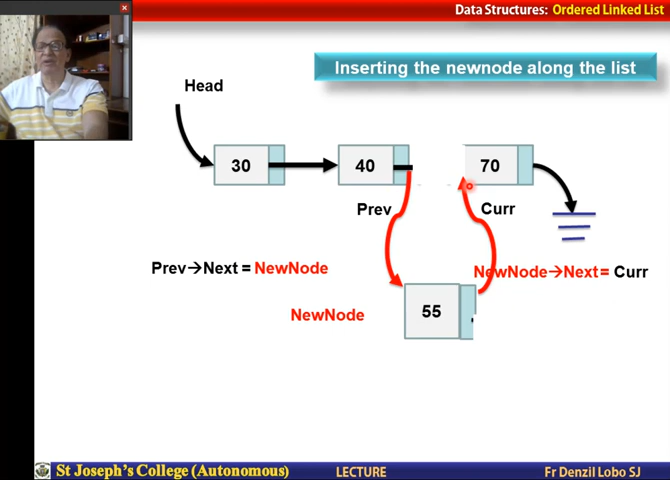 Data Structures: Ordered Linked List
Inserting the newnode along the list
Head
30
40
70
Prev
Curr
Prev→Next = NewNode
NewNode→Next = Curr
NewNode
55
St Joseph's College (Autonomous)
LECTURE
Fr Denzil Lobo SJ